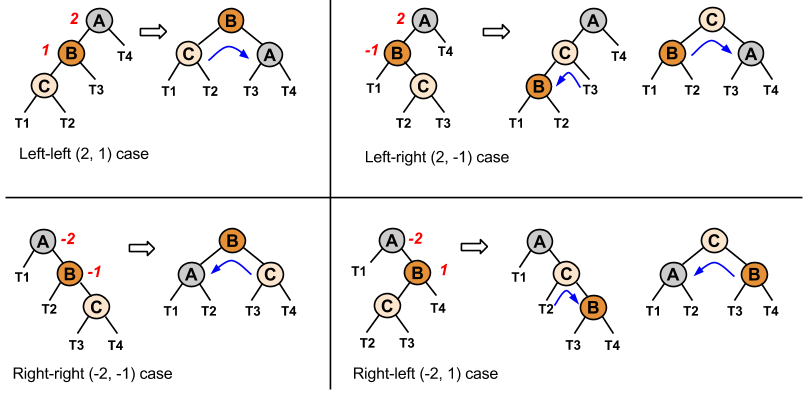 2 A B
1 B T4 C A
C T3 T1 T2 T3 T4
T1 T2
Left-left (2, 1) case
2 A A C
-1 B T4 C T4 B A
T1 C B T3 T1 T2 T3 T4
T2 T3 T1 T2
Left-right (2, -1) case
A -2 B
T1 B -1 A C
T2 C T1 T2 T3 T4
T3 T4
Right-right (-2, -1) case
A -2 A C
T1 B 1 T1 C A B
C T4 T2 B T1 T2 T3 T4
T2 T3 T3 T4
Right-left (-2, 1) case